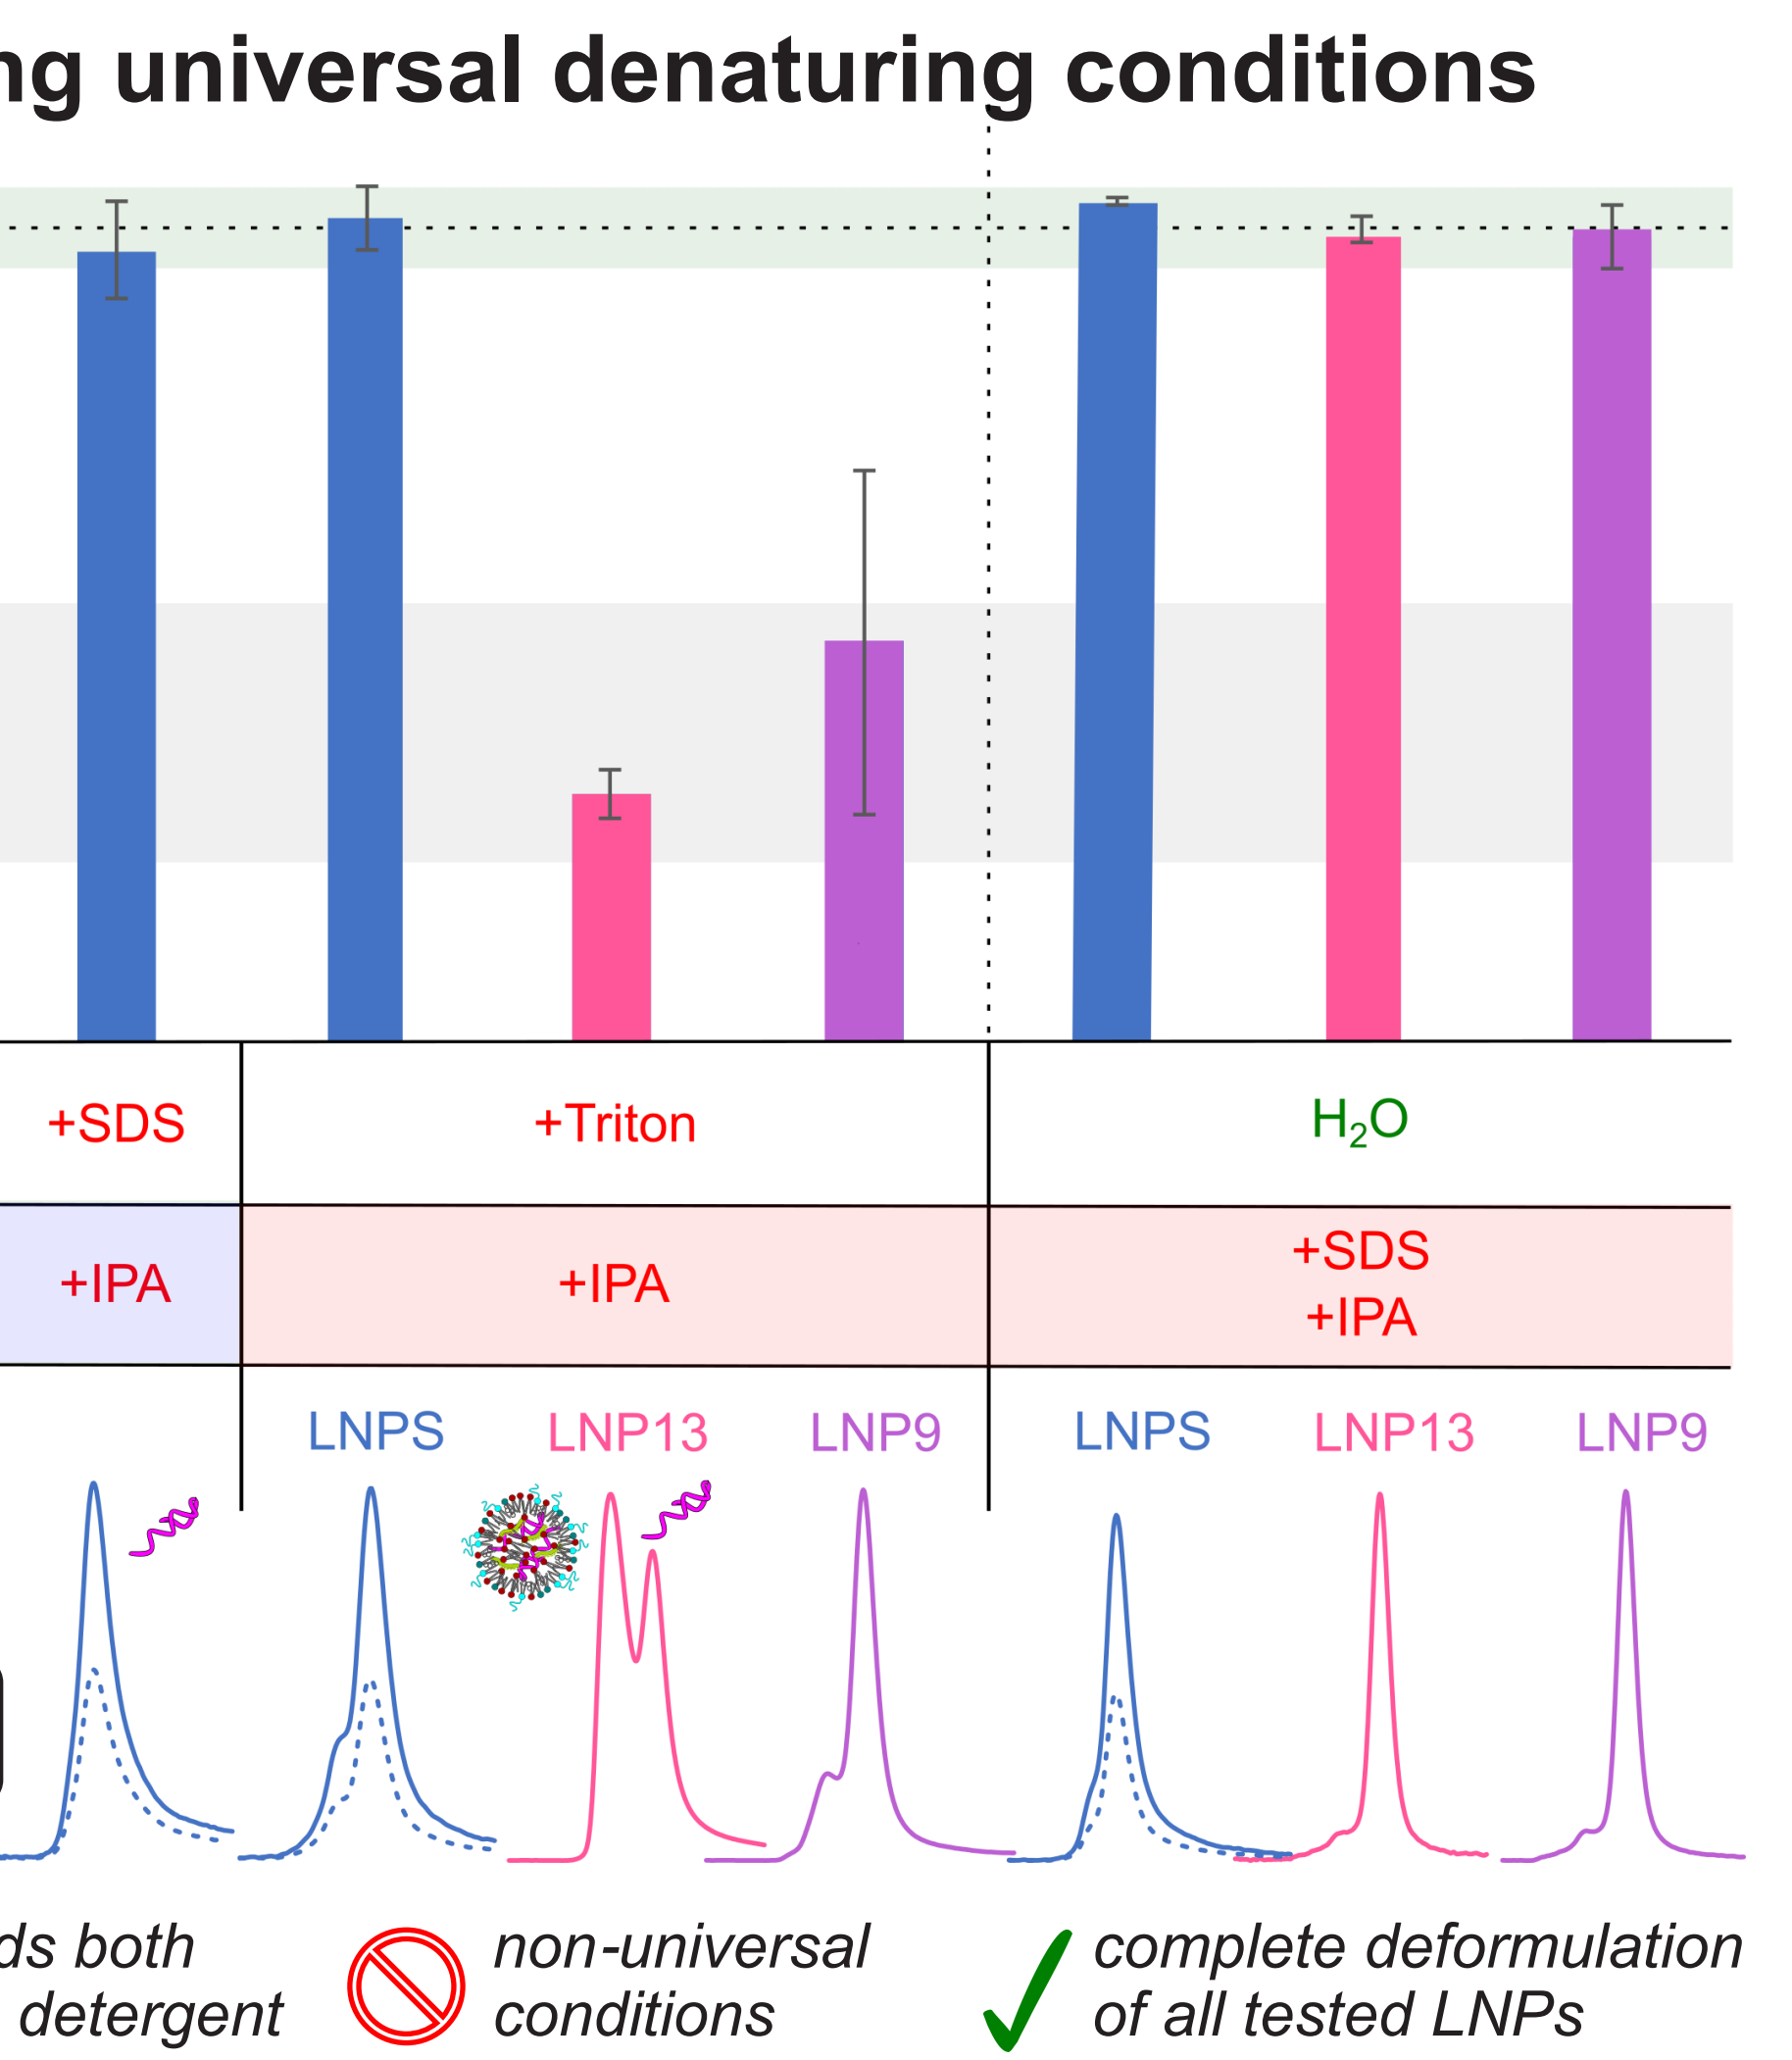 ng universal denaturing conditions
+SDS +Triton H₂O
+IPA +IPA +SDS
+IPA
LNPS LNP13 LNP9 LNPS LNP13 LNP9
ds both non-universal complete deformulation
detergent conditions of all tested LNPs